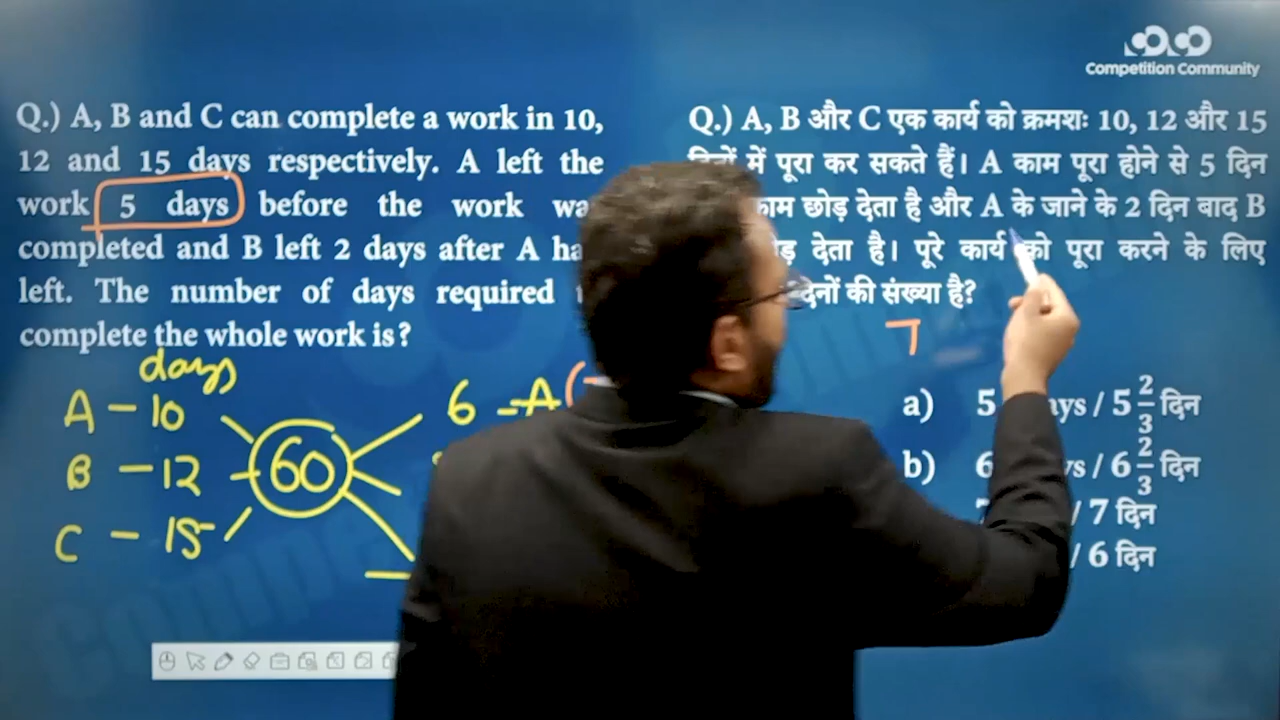 Competition Community
Q.) A, B and C can complete a work in 10,
12 and 15 days respectively. A left the
work 5 days before the work
completed and B left 2 days after A
left. The number of days required
complete the whole work is?
Q.) A, B और C एक कार्य को क्रमशः 10, 12 और 15
में पूरा कर सकते हैं। A काम पूरा होने से 5 दिन
छोड़ देता है और A के जाने के 2 दिन बाद B
देता है। पूरे कार्य को पूरा करने के लिए
की संख्या है?
T
days
A – 10
B – 12
C – 15
60
6 – A
a) 5 / 5 2/3 दिन
b) 6 / 6 2/3 दिन
/ 7 दिन
/ 6 दिन